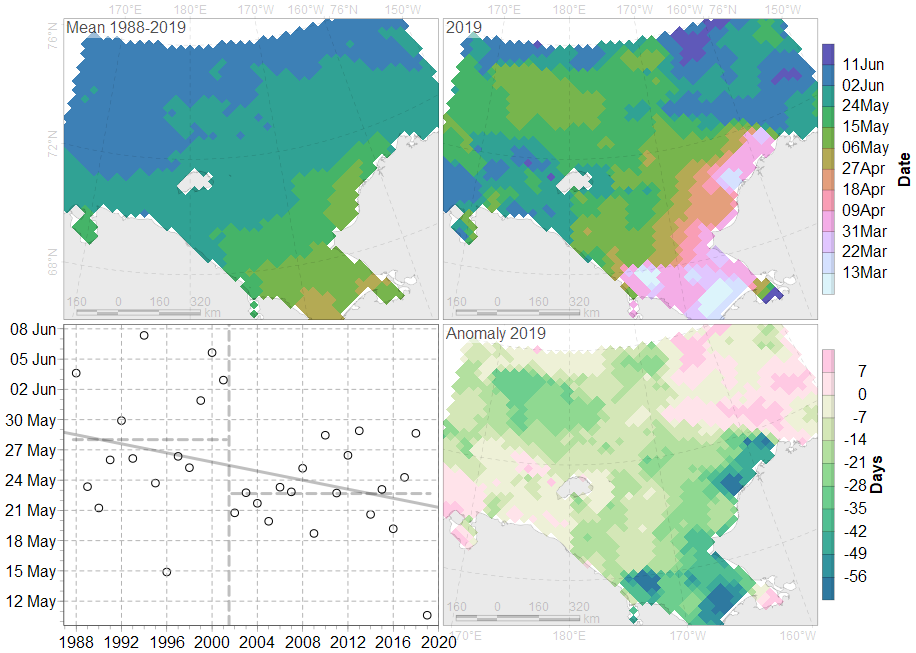 170°E 180°E 170°W 160°W 76°N 150°W
170°E 180°E 170°W 160°W 76°N 150°W
Mean 1988-2019
2019
76°N
72°N
68°N
160 0 160 320
km
160 0 160 320
km
11Jun
02Jun
24May
15May
06May
27Apr
18Apr
09Apr
31Mar
22Mar
13Mar
Date
08 Jun
05 Jun
02 Jun
30 May
27 May
24 May
21 May
18 May
15 May
12 May
1988 1992 1996 2000 2004 2008 2012 2016 2020
Anomaly 2019
160 0 160 320
km
170°E 180°E 170°W 160°W
7
0
-7
-14
-21
-28
-35
-42
-49
-56
Days